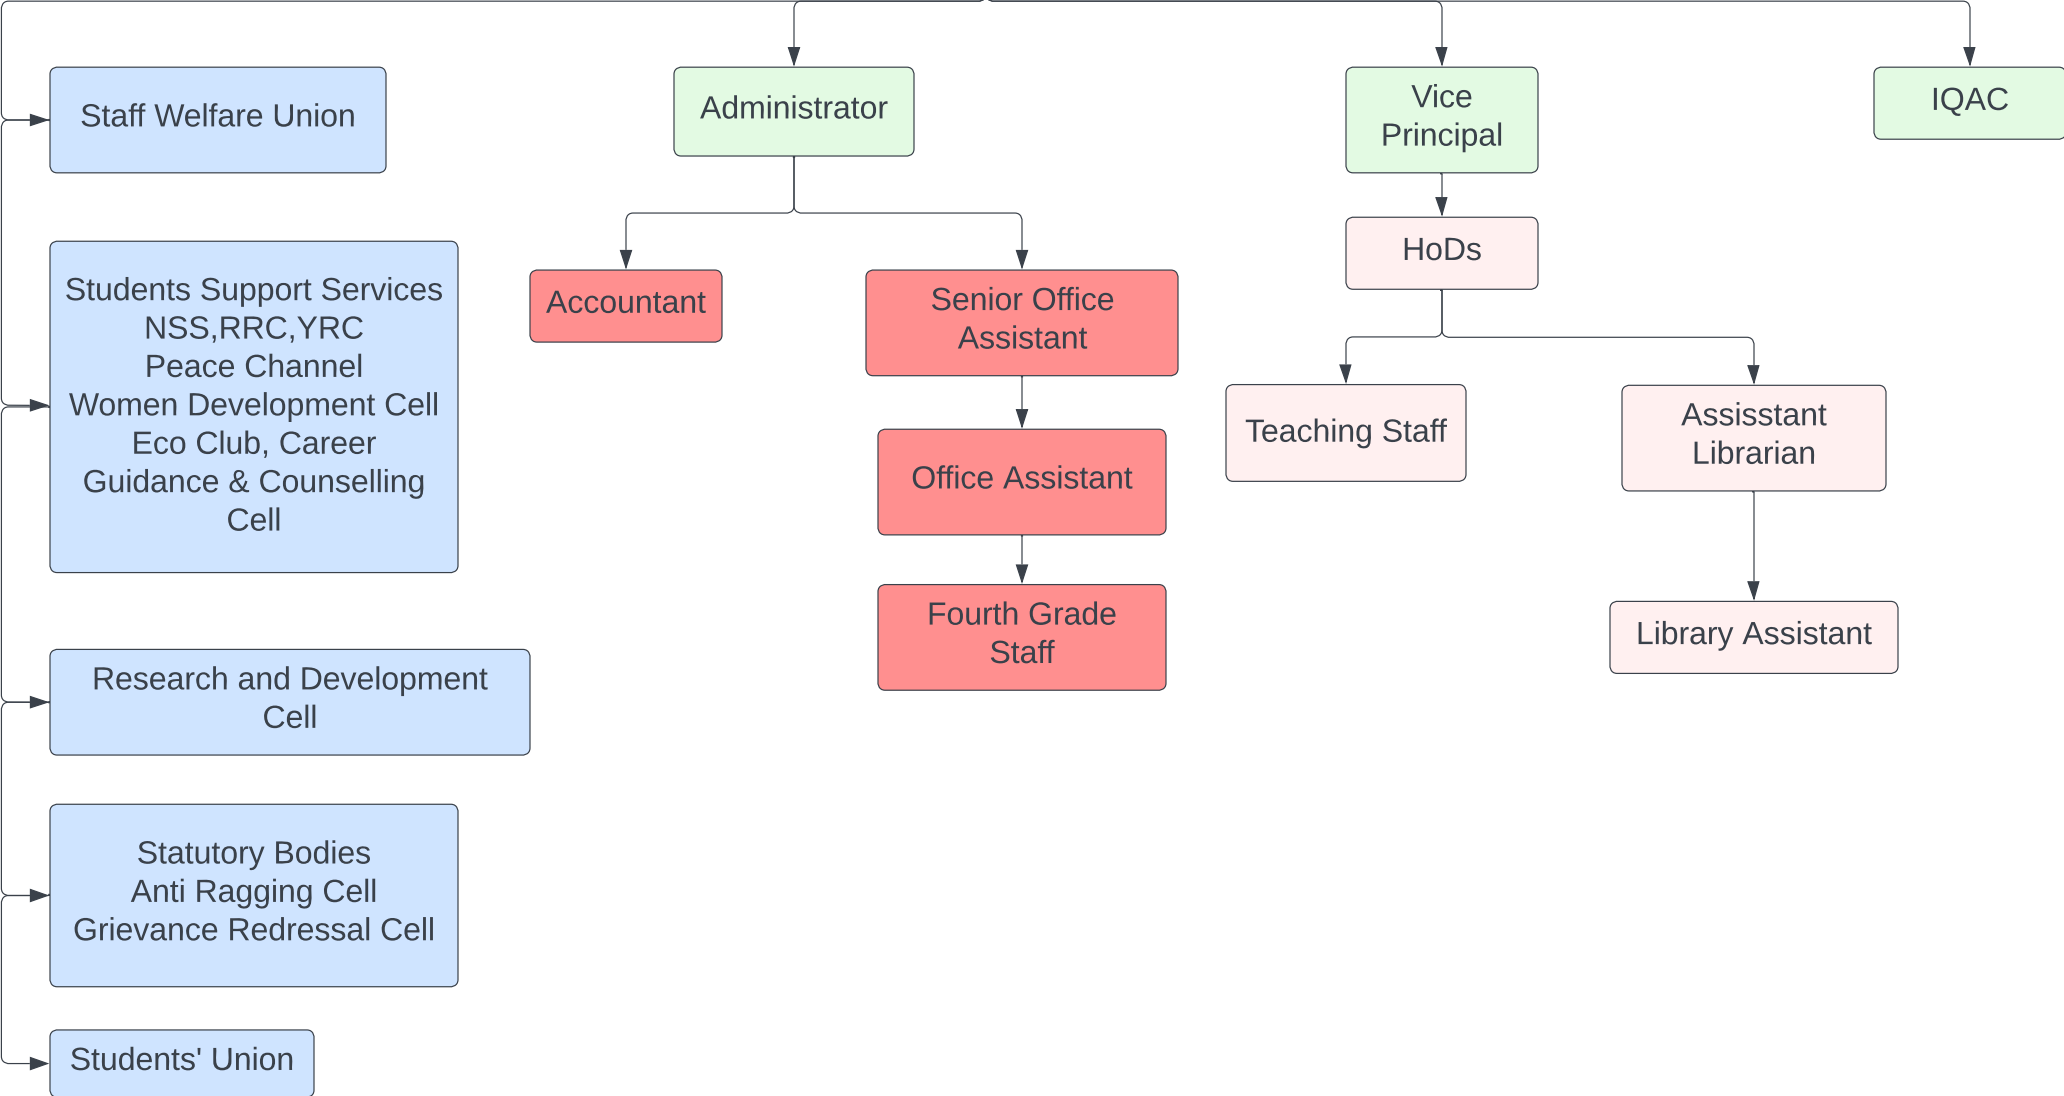 Staff Welfare Union
Administrator
Vice
Principal
IQAC
Students Support Services
NSS,RRC,YRC
Peace Channel
Women Development Cell
Eco Club, Career
Guidance & Counselling
Cell
Accountant
Senior Office
Assistant
HoDs
Office Assistant
Teaching Staff
Assisstant
Librarian
Fourth Grade
Staff
Library Assistant
Research and Development
Cell
Statutory Bodies
Anti Ragging Cell
Grievance Redressal Cell
Students' Union